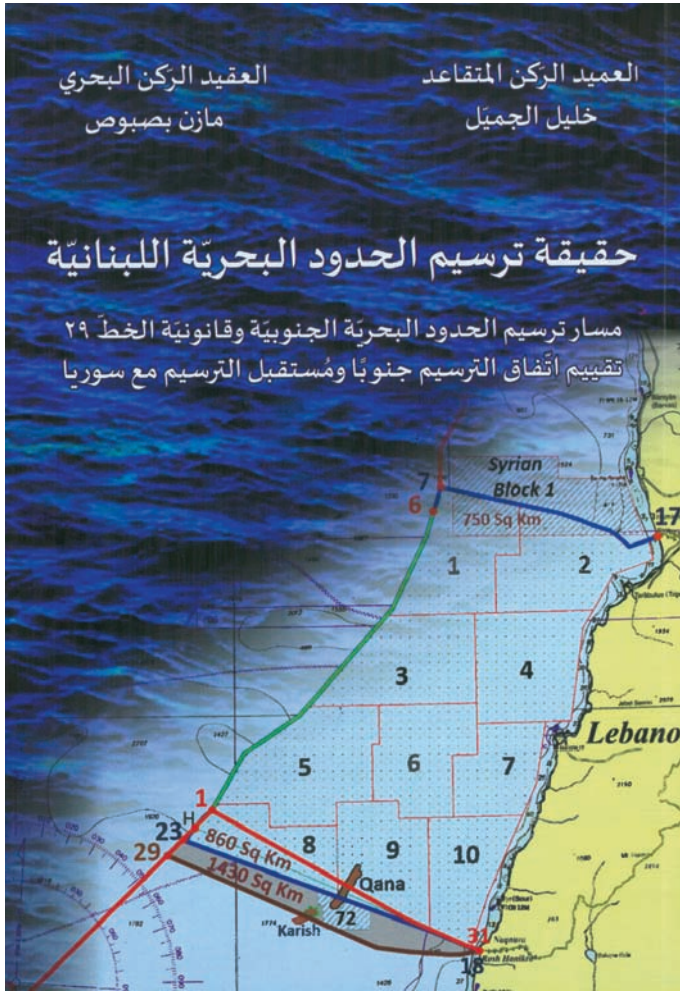 العميد الركن المتقاعد
خليل الجميّل
العقيد الركن البحري
مازن بصبوص
حقيقة ترسيم الحدود البحريّة اللبنانيّة
مسار ترسيم الحدود البحريّة الجنوبيّة وقانونيّة الخطّ ٢٩
تقييم اتّفاق الترسيم جنوبًا ومُستقبل الترسيم مع سوريا
Syrian
Block 1
750 Sq Km
7
6
17
1
2
3
4
5
6
7
Lebano
1
H
23
29
860 Sq Km
1430 Sq Km
8
9
10
Qana
72
Karish
31
18